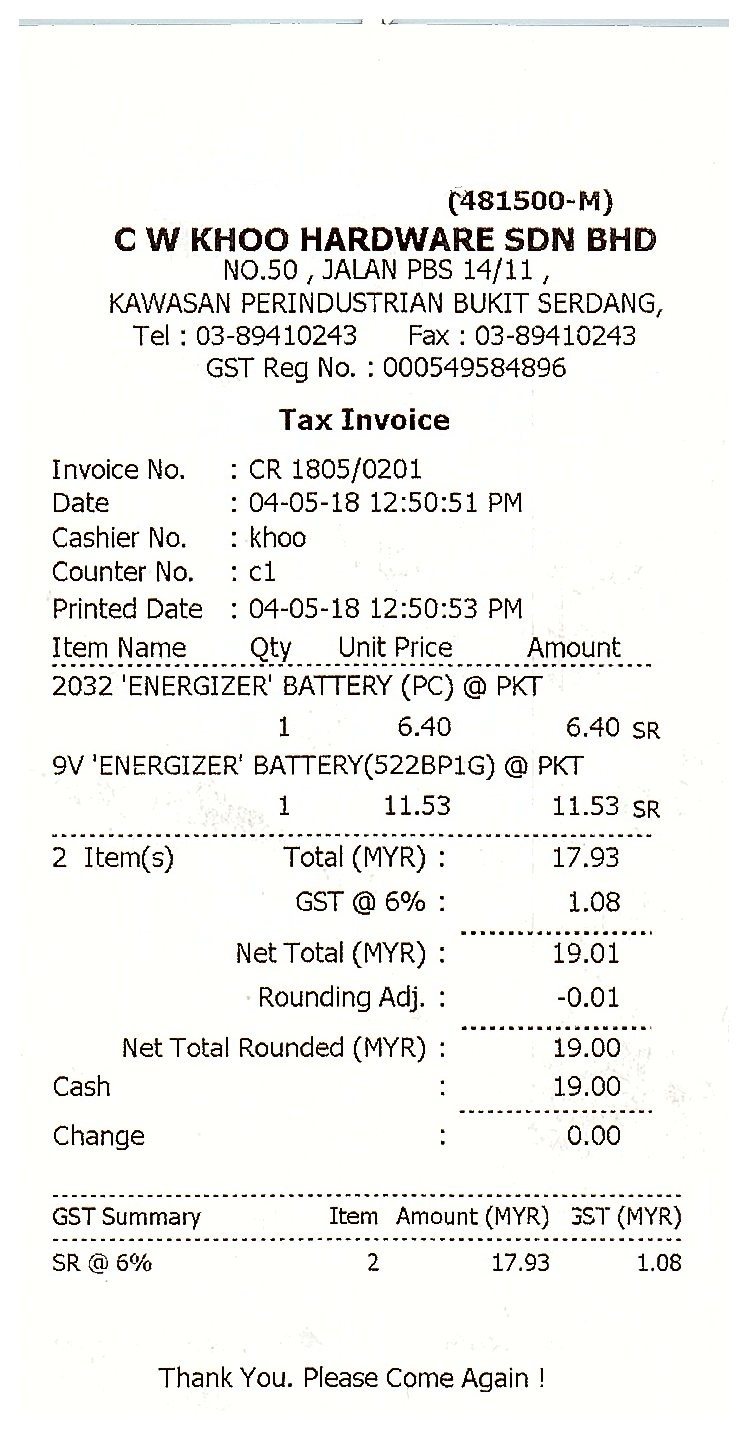 (481500-M)
C W KHOO HARDWARE SDN BHD
NO.50 , JALAN PBS 14/11 ,
KAWASAN PERINDUSTRIAN BUKIT SERDANG,
Tel : 03-89410243 Fax : 03-89410243
GST Reg No. : 000549584896
Tax Invoice
Invoice No. : CR 1805/0201
Date : 04-05-18 12:50:51 PM
Cashier No. : khoo
Counter No. : c1
Printed Date : 04-05-18 12:50:53 PM
Item Name Qty Unit Price Amount
2032 'ENERGIZER' BATTERY (PC) @ PKT
1 6.40 6.40 SR
9V 'ENERGIZER' BATTERY(522BP1G) @ PKT
1 11.53 11.53 SR
2 Item(s) Total (MYR) : 17.93
GST @ 6% : 1.08
Net Total (MYR) : 19.01
Rounding Adj. : -0.01
Net Total Rounded (MYR) : 19.00
Cash : 19.00
Change : 0.00
GST Summary Item Amount (MYR) GST (MYR)
SR @ 6% 2 17.93 1.08
Thank You. Please Come Again !